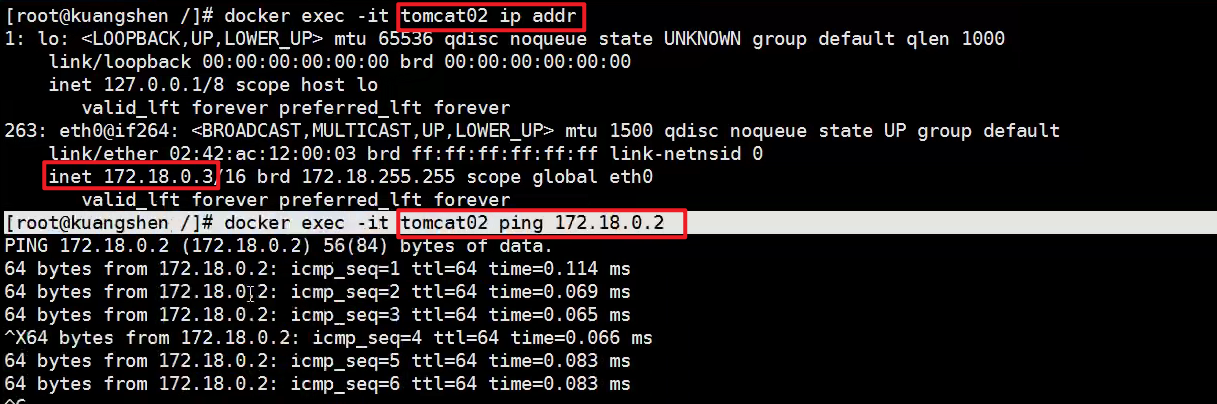 [root@kuangshen /]# docker exec -it tomcat02 ip addr
1: lo: <LOOPBACK,UP,LOWER_UP> mtu 65536 qdisc noqueue state UNKNOWN group default qlen 1000
    link/loopback 00:00:00:00:00:00 brd 00:00:00:00:00:00
    inet 127.0.0.1/8 scope host lo
       valid_lft forever preferred_lft forever
263: eth0@if264: <BROADCAST,MULTICAST,UP,LOWER_UP> mtu 1500 qdisc noqueue state UP group default
    link/ether 02:42:ac:12:00:03 brd ff:ff:ff:ff:ff:ff link-netnsid 0
    inet 172.18.0.3/16 brd 172.18.255.255 scope global eth0
       valid_lft forever preferred_lft forever
[root@kuangshen /]# docker exec -it tomcat02 ping 172.18.0.2
PING 172.18.0.2 (172.18.0.2) 56(84) bytes of data.
64 bytes from 172.18.0.2: icmp_seq=1 ttl=64 time=0.114 ms
64 bytes from 172.18.0.2: icmp_seq=2 ttl=64 time=0.069 ms
64 bytes from 172.18.0.2: icmp_seq=3 ttl=64 time=0.065 ms
^X64 bytes from 172.18.0.2: icmp_seq=4 ttl=64 time=0.066 ms
64 bytes from 172.18.0.2: icmp_seq=5 ttl=64 time=0.083 ms
64 bytes from 172.18.0.2: icmp_seq=6 ttl=64 time=0.083 ms